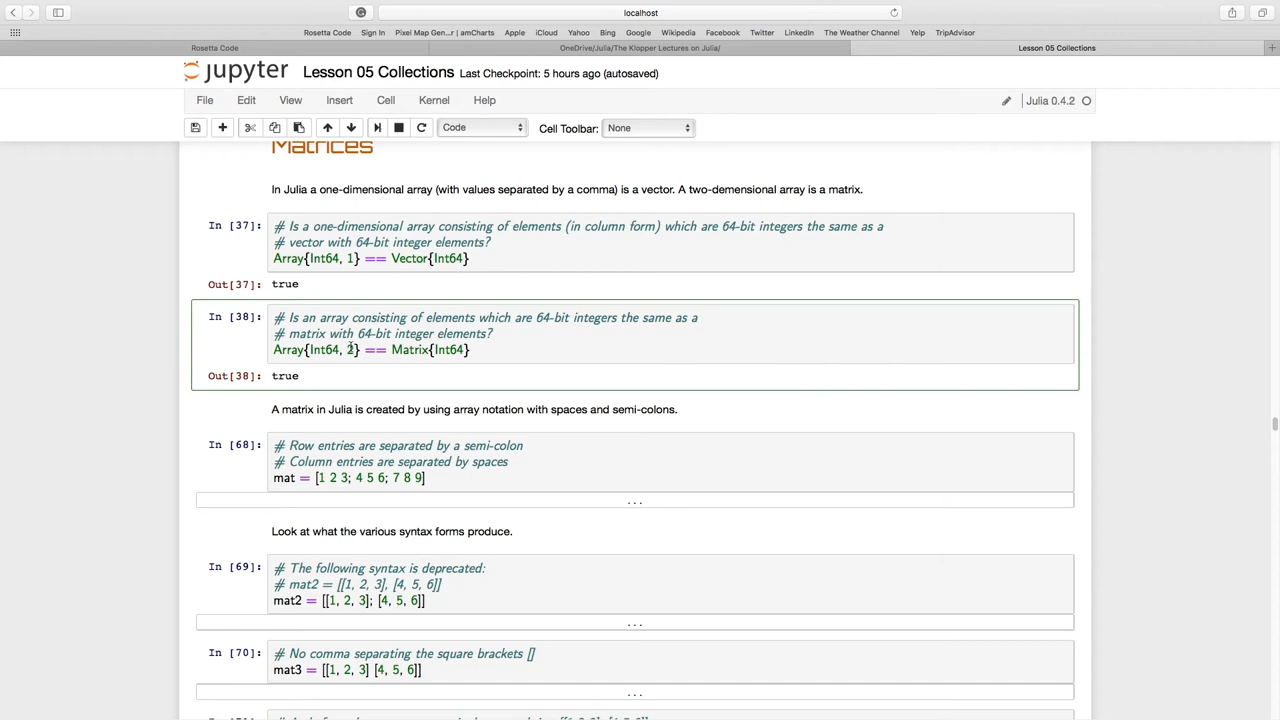 localhost
Rosetta Code Sign In Pixel Map Gen...r | amCharts Apple iCloud Yahoo Bing Google Wikipedia Facebook Twitter LinkedIn The Weather Channel Yelp TripAdvisor
Rosetta Code OneDrive/Julia/The Klopper Lectures on Julia/ Lesson 05 Collections
jupyter Lesson 05 Collections Last Checkpoint: 5 hours ago (autosaved)
File Edit View Insert Cell Kernel Help Julia 0.4.2
Code Cell Toolbar: None
Matrices
In Julia a one-dimensional array (with values separated by a comma) is a vector. A two-demensional array is a matrix.
In [37]: # Is a one-dimensional array consisting of elements (in column form) which are 64-bit integers the same as a
# vector with 64-bit integer elements?
Array{Int64, 1} == Vector{Int64}
Out[37]: true
In [38]: # Is an array consisting of elements which are 64-bit integers the same as a
# matrix with 64-bit integer elements?
Array{Int64, 2} == Matrix{Int64}
Out[38]: true
A matrix in Julia is created by using array notation with spaces and semi-colons.
In [68]: # Row entries are separated by a semi-colon
# Column entries are separated by spaces
mat = [1 2 3; 4 5 6; 7 8 9]
...
Look at what the various syntax forms produce.
In [69]: # The following syntax is deprecated:
# mat2 = [[1, 2, 3], [4, 5, 6]]
mat2 = [[1, 2, 3]; [4, 5, 6]]
...
In [70]: # No comma separating the square brackets []
mat3 = [[1, 2, 3] [4, 5, 6]]
...